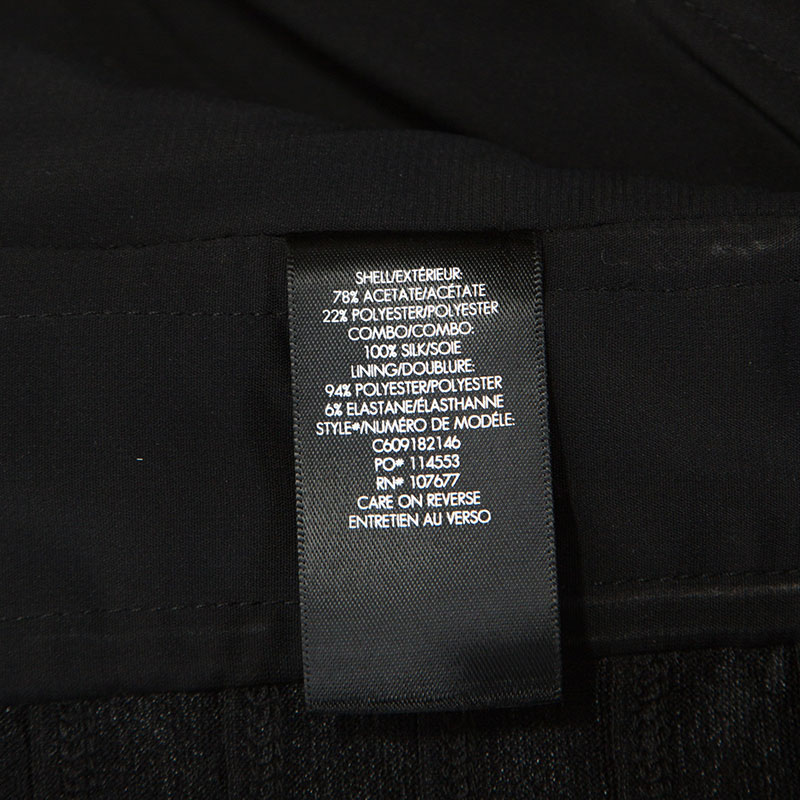 SHELL/EXTÉRIEUR:
78% ACETATE/ACÉTATE
22% POLYESTER/POLYESTER
COMBO/COMBO:
100% SILK/SOIE
LINING/DOUBLURE:
94% POLYESTER/POLYESTER
6% ELASTANE/ÉLASTHANNE
STYLE#/NUMÉRO DE MODÉLE:
C609182146
PO# 114553
RN# 107677
CARE ON REVERSE
ENTRETIEN AU VERSO